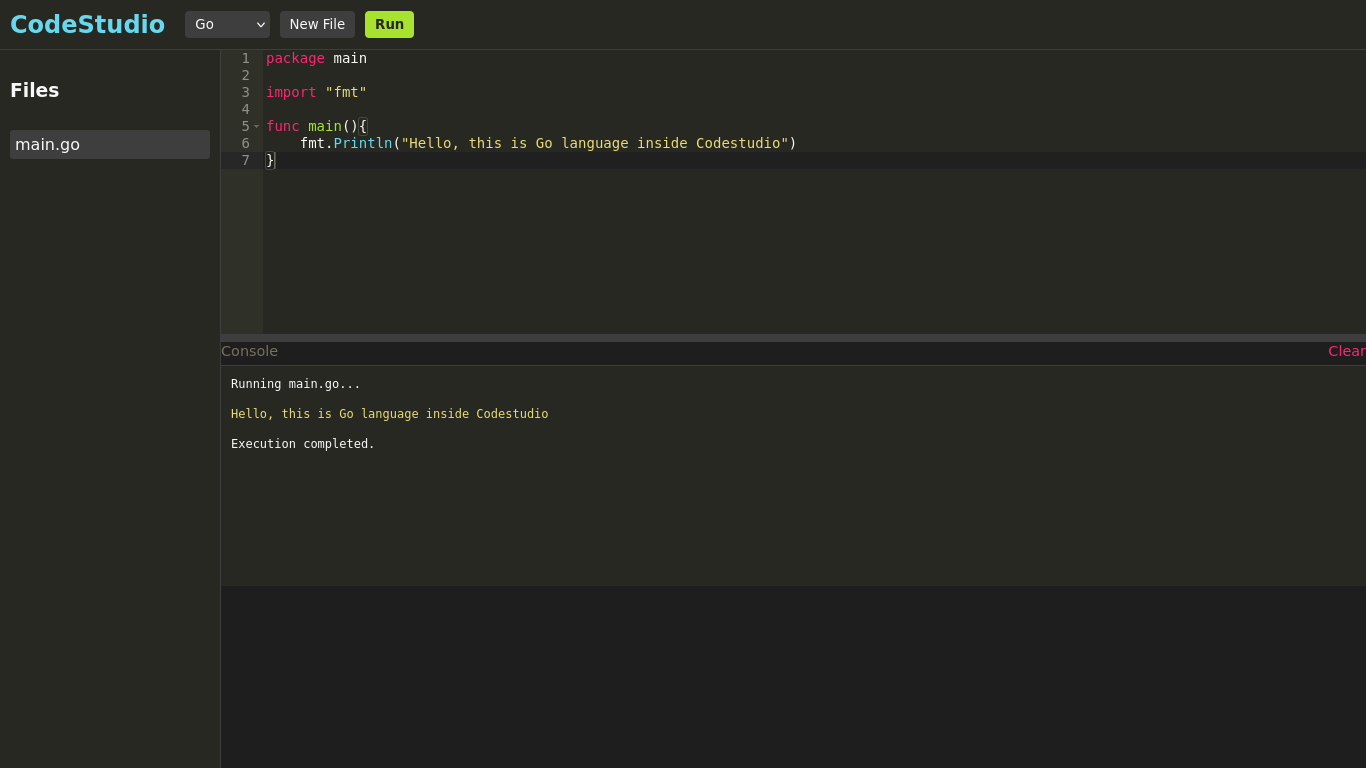 CodeStudio Go New File Run
Files
main.go
1 package main
2
3 import "fmt"
4
5 func main(){
6     fmt.Println("Hello, this is Go language inside Codestudio")
7 }
Console Clear
Running main.go...
Hello, this is Go language inside Codestudio
Execution completed.